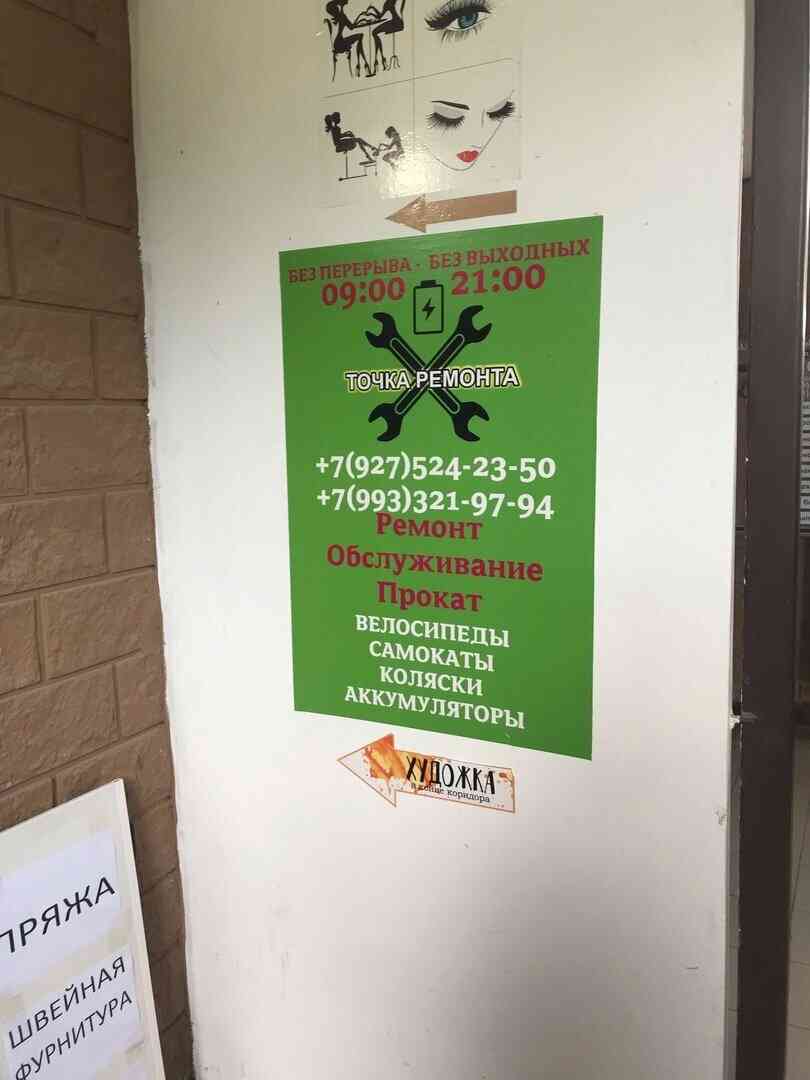 БЕЗ ПЕРЕРЫВА - БЕЗ ВЫХОДНЫХ
09:00 21:00
ТОЧКА РЕМОНТА
+7(927)524-23-50
+7(993)321-97-94
Ремонт
Обслуживание
Прокат
ВЕЛОСИПЕДЫ
САМОКАТЫ
КОЛЯСКИ
АККУМУЛЯТОРЫ
ХУДОЖКА
в конце коридора
ПРЯЖА
ШВЕЙНАЯ
ФУРНИТУРА